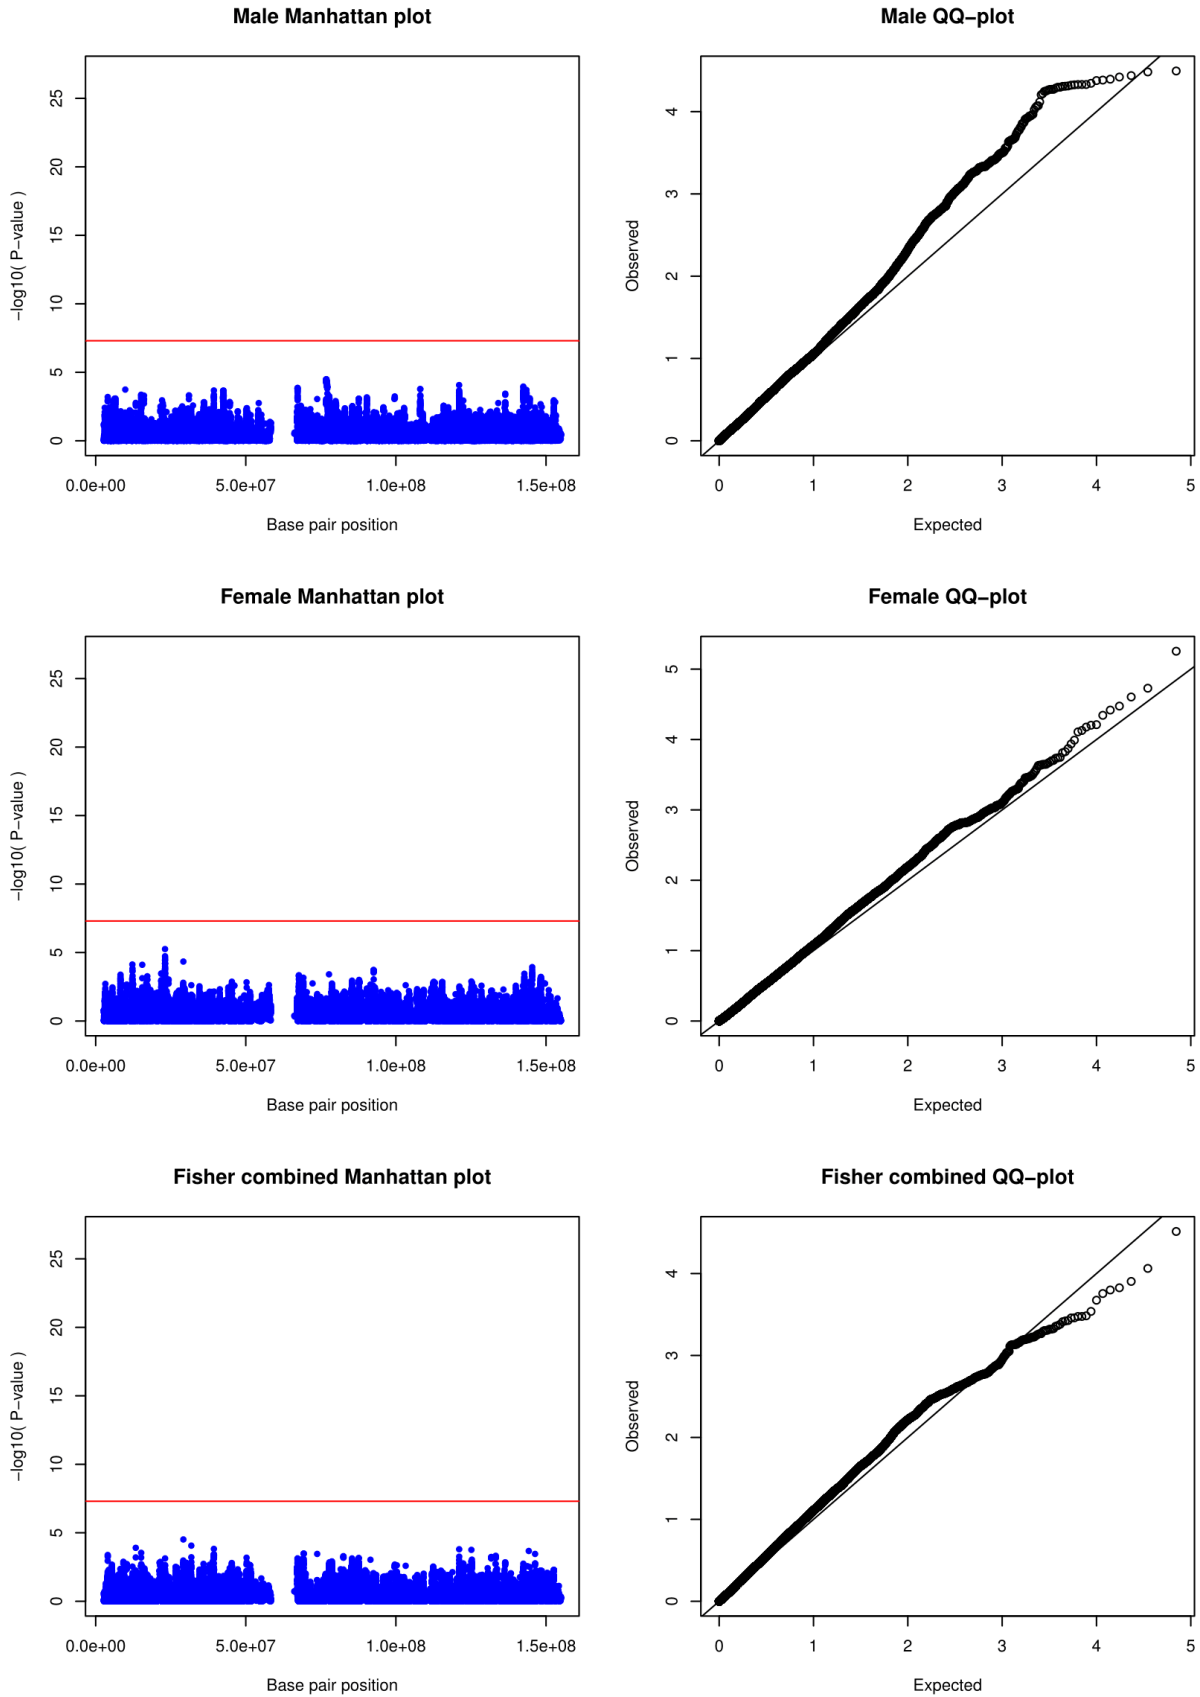 Male Manhattan plot
−log10( P−value )
0 5 10 15 20 25
0.0e+00 5.0e+07 1.0e+08 1.5e+08
Base pair position
Male QQ−plot
Observed
0 1 2 3 4
0 1 2 3 4 5
Expected
Female Manhattan plot
−log10( P−value )
0 5 10 15 20 25
0.0e+00 5.0e+07 1.0e+08 1.5e+08
Base pair position
Female QQ−plot
Observed
0 1 2 3 4 5
0 1 2 3 4 5
Expected
Fisher combined Manhattan plot
−log10( P−value )
0 5 10 15 20 25
0.0e+00 5.0e+07 1.0e+08 1.5e+08
Base pair position
Fisher combined QQ−plot
Observed
0 1 2 3 4
0 1 2 3 4 5
Expected